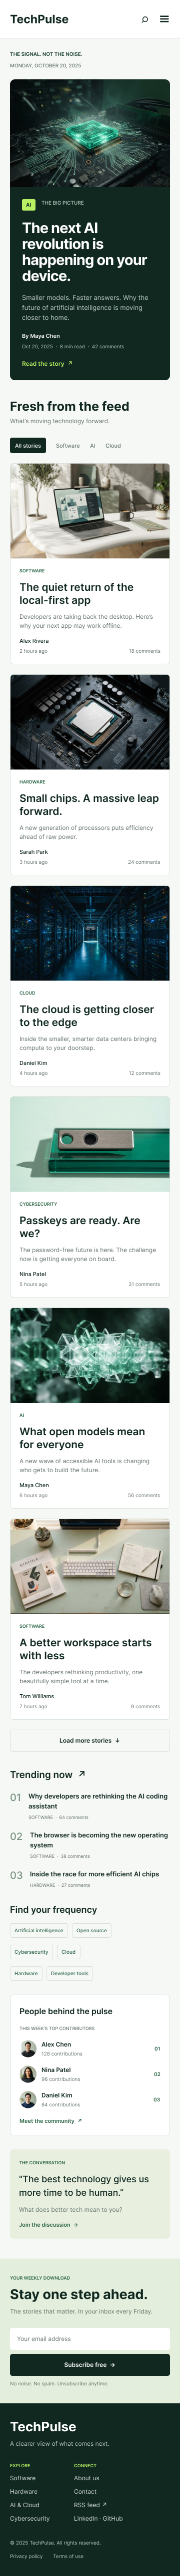 TechPulse
THE SIGNAL. NOT THE NOISE.
MONDAY, OCTOBER 20, 2025
AI THE BIG PICTURE
The next AI
revolution is
happening on your
device.
Smaller models. Faster answers. Why the
future of artificial intelligence is moving
closer to home.
By Maya Chen
Oct 20, 2025 · 8 min read · 42 comments
Read the story ↗
Fresh from the feed
What's moving technology forward.
All stories Software AI Cloud
SOFTWARE
The quiet return of the
local-first app
Developers are taking back the desktop. Here's
why your next app may work offline.
Alex Rivera
2 hours ago 18 comments
HARDWARE
Small chips. A massive leap
forward.
A new generation of processors puts efficiency
ahead of raw power.
Sarah Park
3 hours ago 24 comments
CLOUD
The cloud is getting closer
to the edge
Inside the smaller, smarter data centers bringing
compute to your doorstep.
Daniel Kim
4 hours ago 12 comments
CYBERSECURITY
Passkeys are ready. Are
we?
The password-free future is here. The challenge
now is getting everyone on board.
Nina Patel
5 hours ago 31 comments
AI
What open models mean
for everyone
A new wave of accessible AI tools is changing
who gets to build the future.
Maya Chen
6 hours ago 56 comments
SOFTWARE
A better workspace starts
with less
The developers rethinking productivity, one
beautifully simple tool at a time.
Tom Williams
7 hours ago 9 comments
Load more stories ↓
Trending now ↗
01 Why developers are rethinking the AI coding
assistant
SOFTWARE · 64 comments
02 The browser is becoming the new operating
system
SOFTWARE · 38 comments
03 Inside the race for more efficient AI chips
HARDWARE · 27 comments
Find your frequency
Artificial intelligence Open source
Cybersecurity Cloud
Hardware Developer tools
People behind the pulse
THIS WEEK'S TOP CONTRIBUTORS
Alex Chen
128 contributions
01
Nina Patel
96 contributions
02
Daniel Kim
84 contributions
03
Meet the community ↗
THE CONVERSATION
"The best technology gives us
more time to be human."
What does better tech mean to you?
Join the discussion →
YOUR WEEKLY DOWNLOAD
Stay one step ahead.
The stories that matter. In your inbox every Friday.
Your email address
Subscribe free →
No noise. No spam. Unsubscribe anytime.
TechPulse
A clearer view of what comes next.
EXPLORE CONNECT
Software About us
Hardware Contact
AI & Cloud RSS feed ↗
Cybersecurity LinkedIn · GitHub
© 2025 TechPulse. All rights reserved.
Privacy policy Terms of use